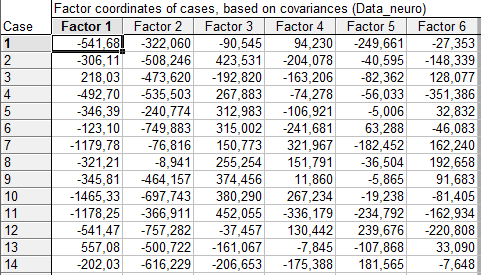 Factor coordinates of cases, based on covariances (Data_neuro)
Case Factor 1 Factor 2 Factor 3 Factor 4 Factor 5 Factor 6
1 -541,68 -322,060 -90,545 94,230 -249,661 -27,353
2 -306,11 -508,246 423,531 -204,078 -40,595 -148,339
3 218,03 -473,620 -192,820 -163,206 -82,362 128,077
4 -492,70 -535,503 267,883 -74,278 -56,033 -351,386
5 -346,39 -240,774 312,983 -106,921 -5,006 32,832
6 -123,10 -749,883 315,002 -241,681 63,288 -46,083
7 -1179,78 -76,816 150,773 321,967 -182,452 162,240
8 -321,21 -8,941 255,254 151,791 -36,504 192,658
9 -345,81 -464,157 374,456 11,860 -5,865 91,683
10 -1465,33 -697,743 380,290 267,234 -19,238 -81,405
11 -1178,25 -366,911 452,055 -336,179 -234,792 -162,934
12 -541,47 -757,282 -37,457 130,442 239,676 -220,808
13 557,08 -500,722 -161,067 -7,845 -107,868 33,090
14 -202,03 -616,229 -206,653 -175,388 181,565 -7,648